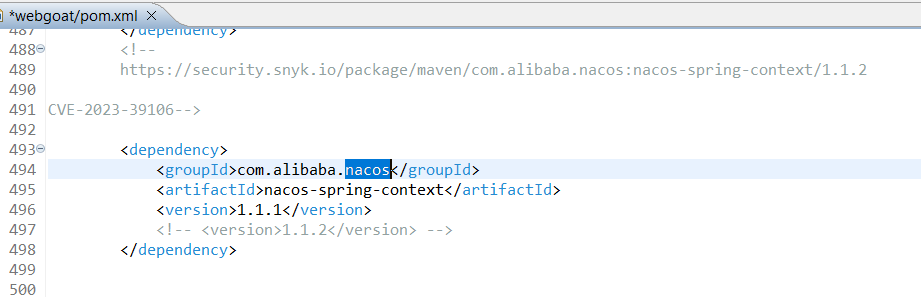 *webgoat/pom.xml
487 </dependency>
488 <!--
489 https://security.snyk.io/package/maven/com.alibaba.nacos:nacos-spring-context/1.1.2
490
491 CVE-2023-39106-->
492
493 <dependency>
494 <groupId>com.alibaba.nacos</groupId>
495 <artifactId>nacos-spring-context</artifactId>
496 <version>1.1.1</version>
497 <!-- <version>1.1.2</version> -->
498 </dependency>
499
500